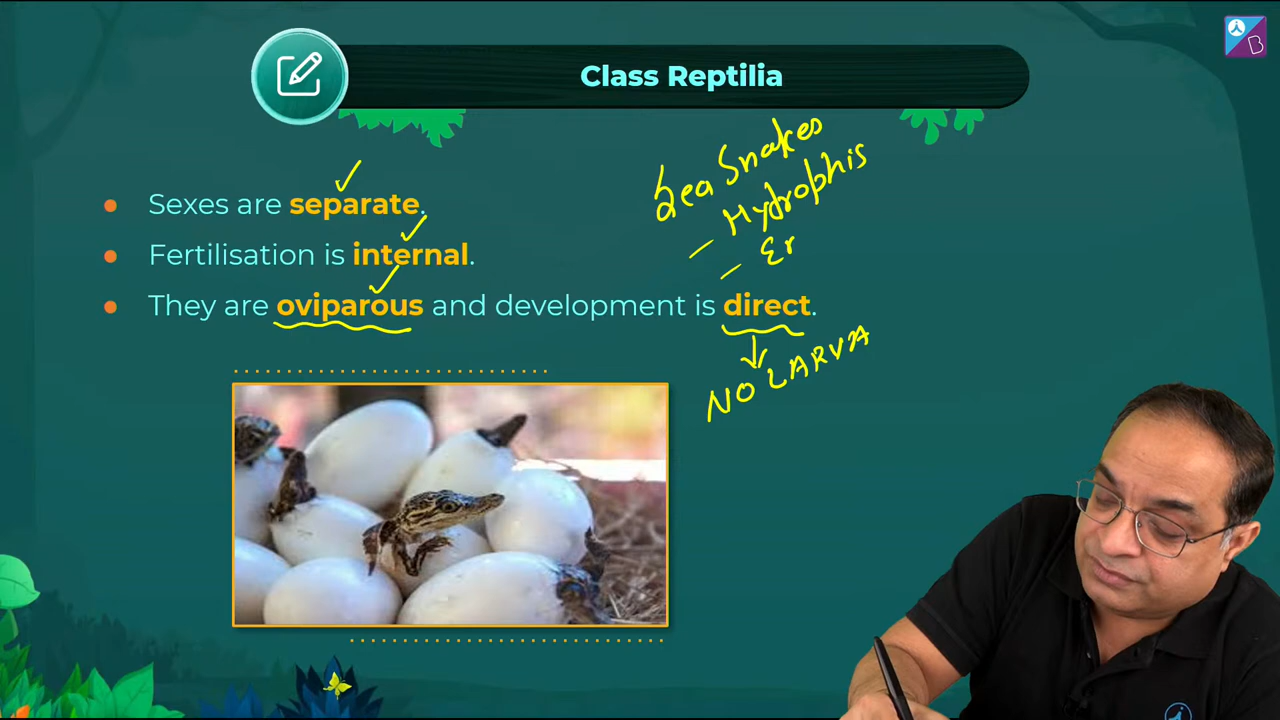 Class Reptilia
Sea Snakes
- Hydrophis
- Er
Sexes are separate.
Fertilisation is internal.
They are oviparous and development is direct.
NO LARVA
B